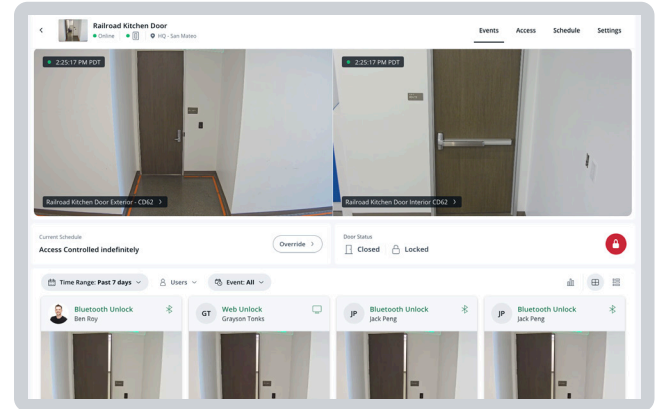 Railroad Kitchen Door
Online HQ - San Mateo
Events Access Schedule Settings
2:25:17 PM PDT
2:25:17 PM PDT
Railroad Kitchen Door Exterior - CD62 >
Railroad Kitchen Door Interior CD62 >
Current Schedule
Access Controlled indefinitely
Override >
Door Status
Closed Locked
Time Range: Past 7 days Users Event: All
Bluetooth Unlock
Ben Roy
GT
Web Unlock
Grayson Tonks
JP
Bluetooth Unlock
Jack Peng
JP
Bluetooth Unlock
Jack Peng